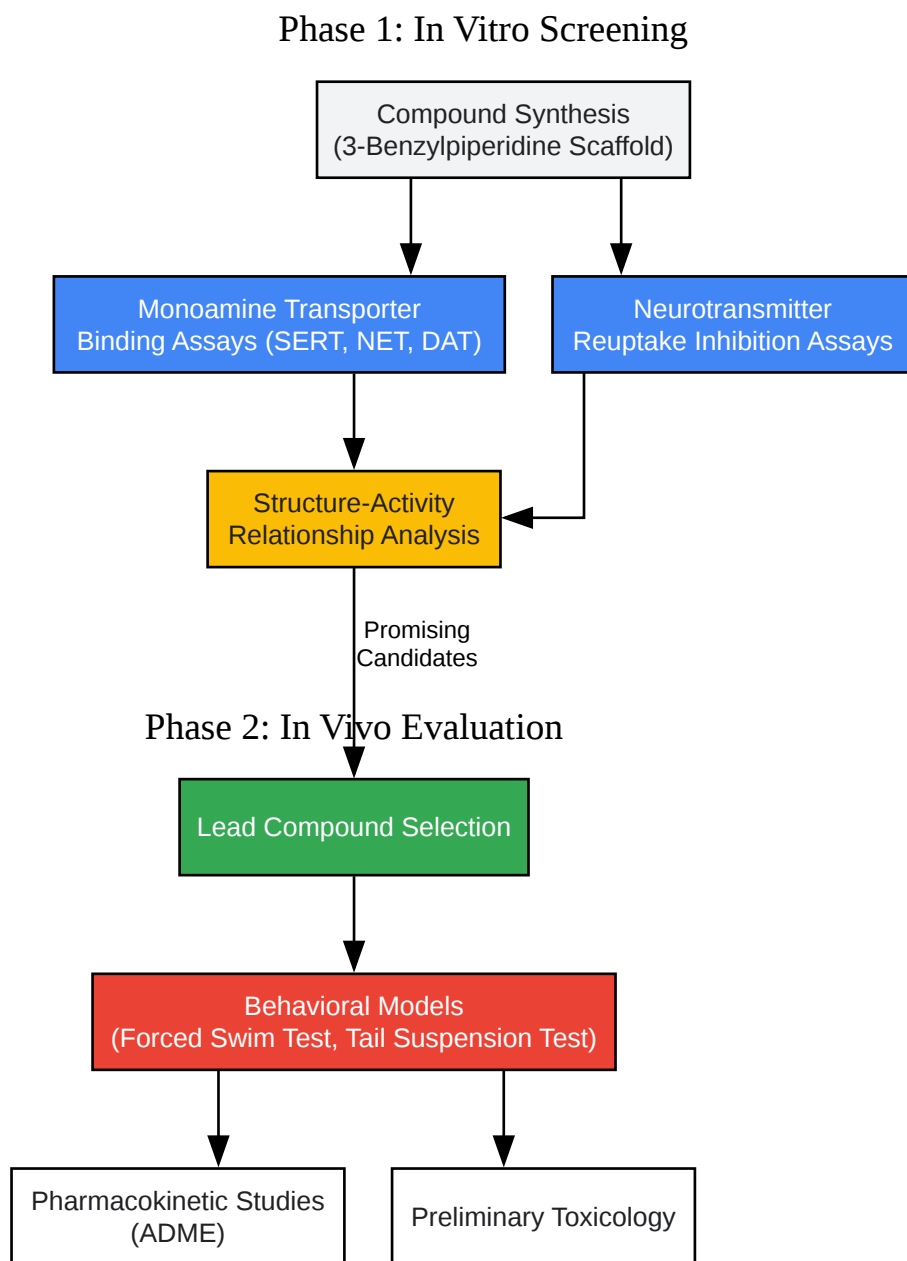 Phase 1: In Vitro Screening
Compound Synthesis
(3-Benzylpiperidine Scaffold)
Monoamine Transporter
Binding Assays (SERT, NET, DAT)
Neurotransmitter
Reuptake Inhibition Assays
Structure-Activity
Relationship Analysis
Promising
Candidates
Phase 2: In Vivo Evaluation
Lead Compound Selection
Behavioral Models
(Forced Swim Test, Tail Suspension Test)
Pharmacokinetic Studies
(ADME)
Preliminary Toxicology